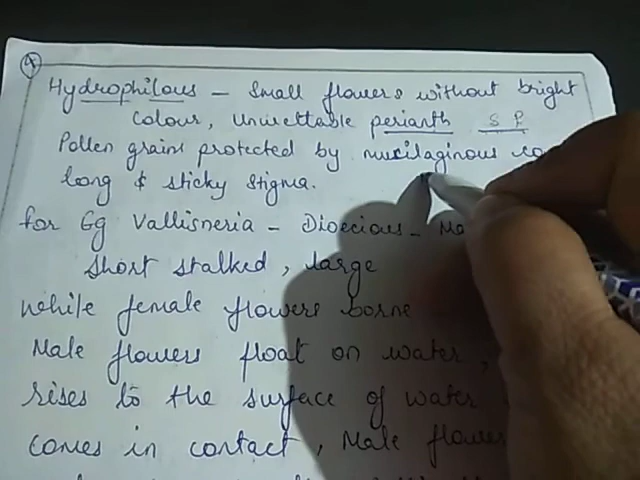 4
Hydrophilous - Small flowers without bright
colour, Unwettable perianth S P
Pollen grains protected by mucilaginous
long & sticky stigma.
for Eg Vallisneria - Dioecious -
short stalked, large
while female flowers borne
Male flowers float on water,
rises to the surface of water
comes in contact, Male